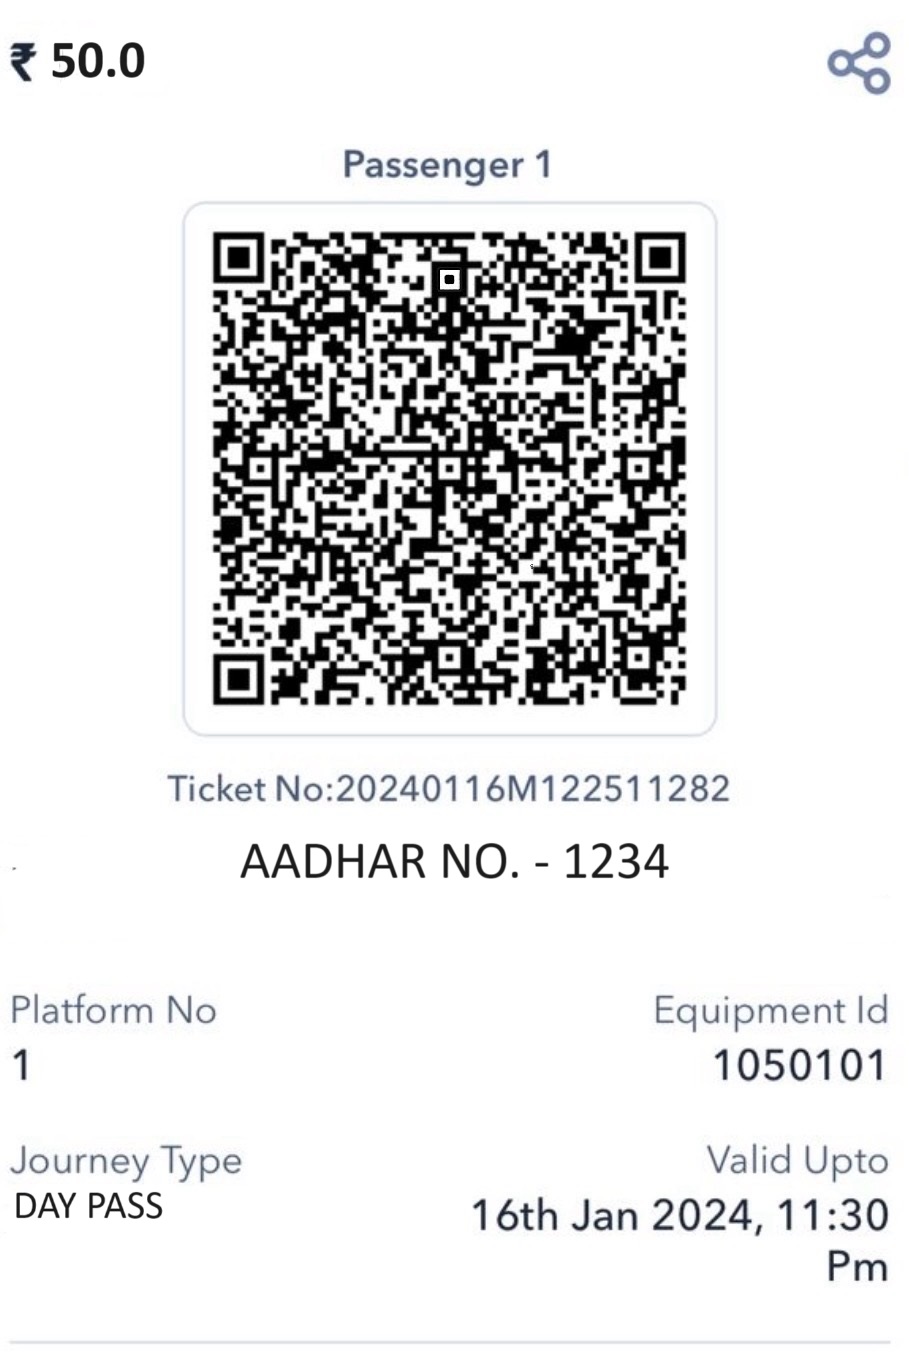 ₹ 50.0
Passenger 1
Ticket No:20240116M122511282
AADHAR NO. - 1234
Platform No
Equipment Id
1
1050101
Journey Type
Valid Upto
DAY PASS
16th Jan 2024, 11:30
Pm